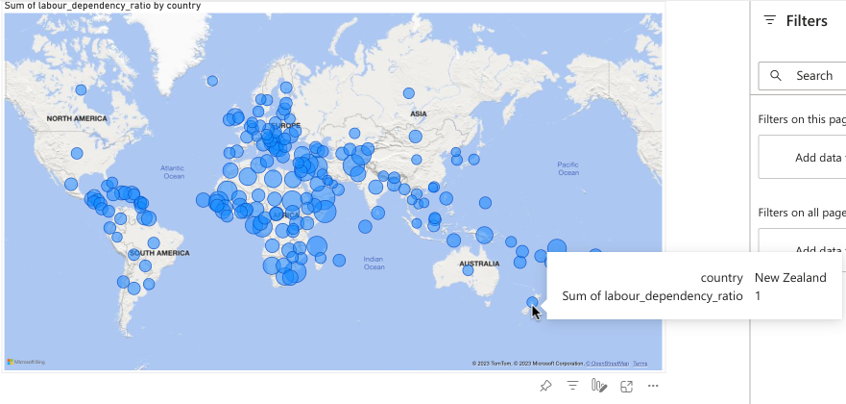 Sum of labour_dependency_ratio by country
Filters
Search
NORTH AMERICA
EUROPE
ASIA
Filters on this pag
Atlantic
Ocean
Pacific
Ocean
Add data
Filters on all page
AFRICA
Add data
SOUTH AMERICA
Indian
Ocean
AUSTRALIA
country New Zealand
Sum of labour_dependency_ratio 1
Microsoft Bing
© 2023 TomTom, © 2023 Microsoft Corporation, © OpenStreetMap Terms